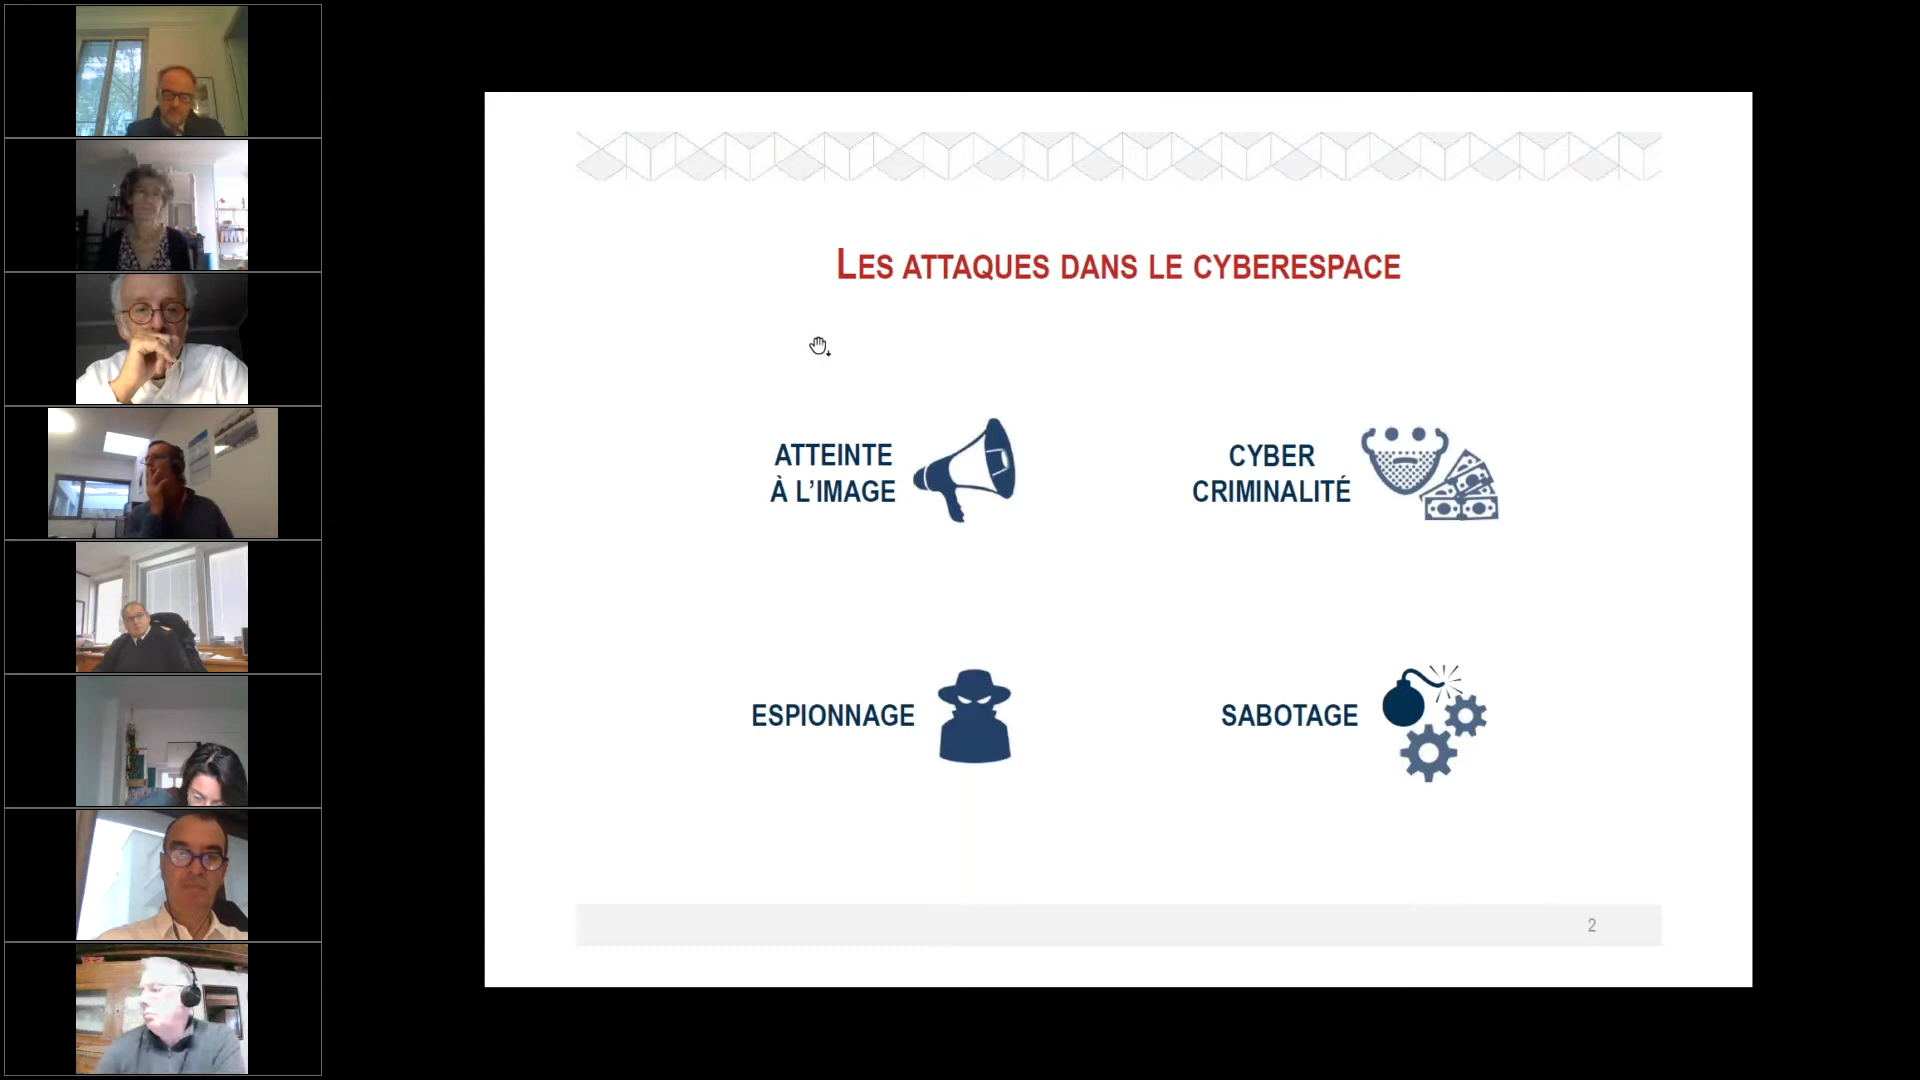 LES ATTAQUES DANS LE CYBERESPACE
ATTEINTE
À L'IMAGE
CYBER
CRIMINALITÉ
ESPIONNAGE
SABOTAGE
2